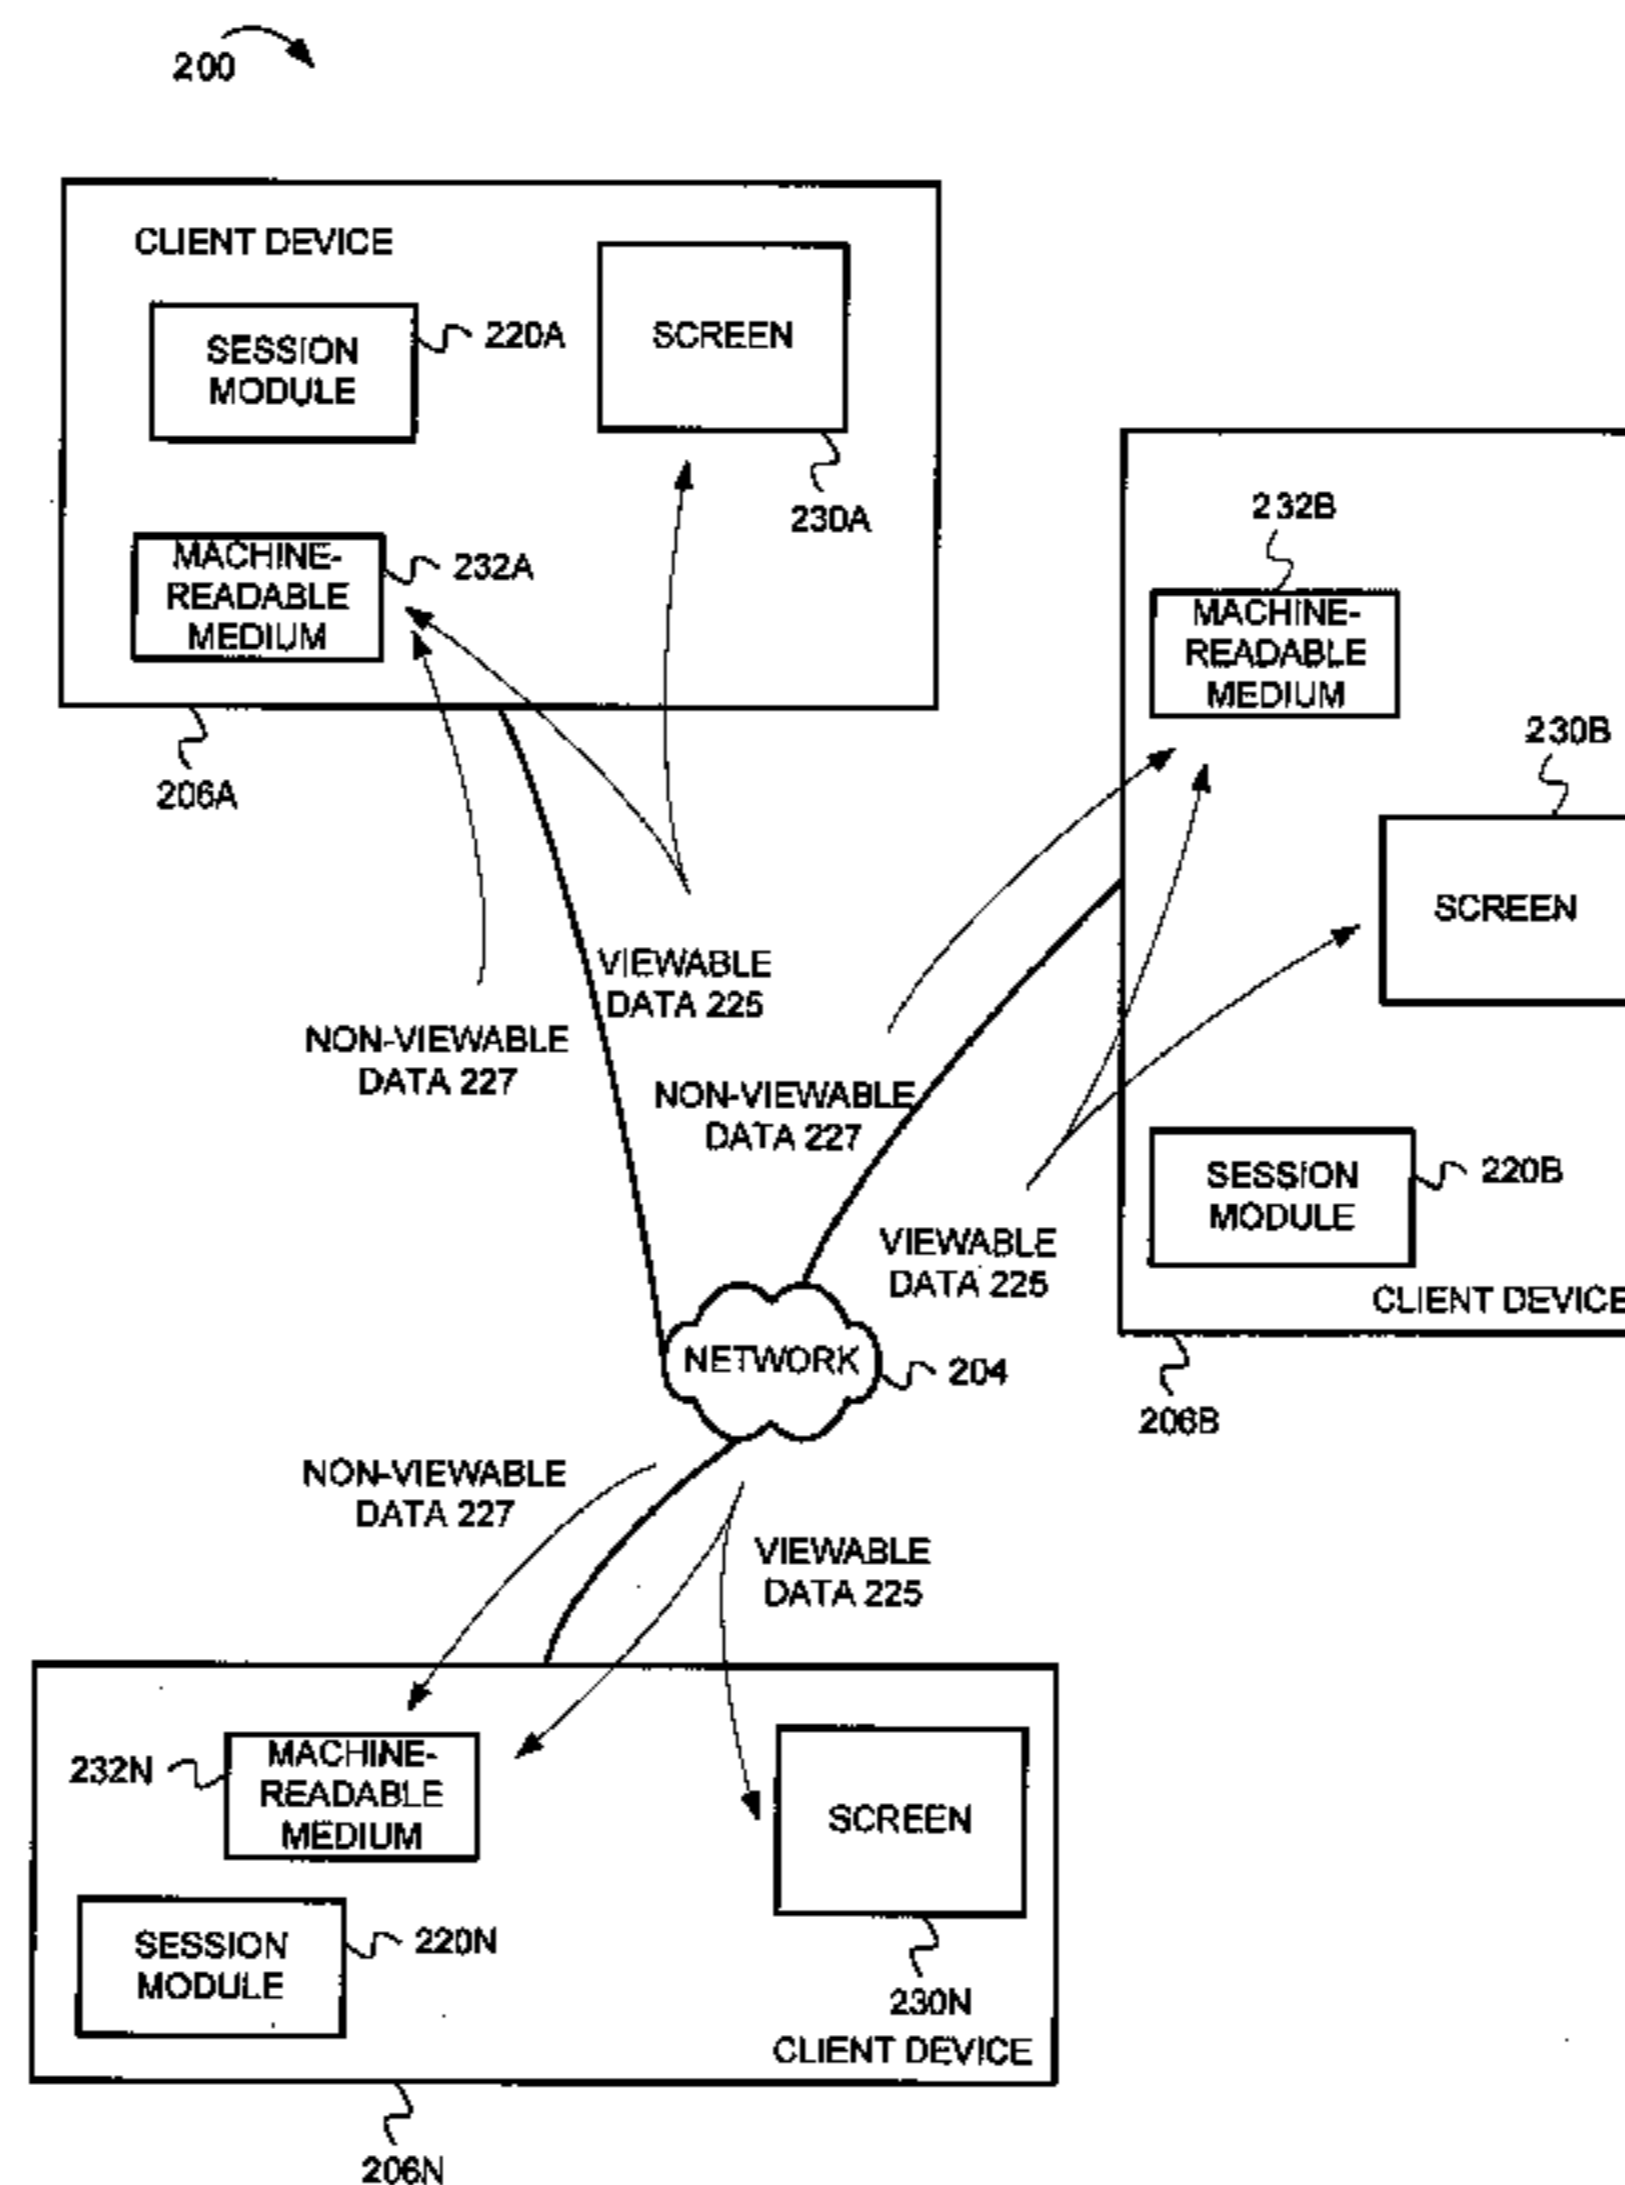 200
CLIENT DEVICE
SESSION
MODULE
220A
SCREEN
230A
MACHINE-
READABLE
MEDIUM
232A
206A
232B
MACHINE-
READABLE
MEDIUM
230B
SCREEN
VIEWABLE
DATA 225
NON-VIEWABLE
DATA 227
NON-VIEWABLE
DATA 227
SESSION
MODULE
220B
VIEWABLE
DATA 225
CLIENT DEVICE
NETWORK
204
206B
NON-VIEWABLE
DATA 227
VIEWABLE
DATA 225
232N
MACHINE-
READABLE
MEDIUM
SCREEN
SESSION
MODULE
220N
230N
CLIENT DEVICE
206N